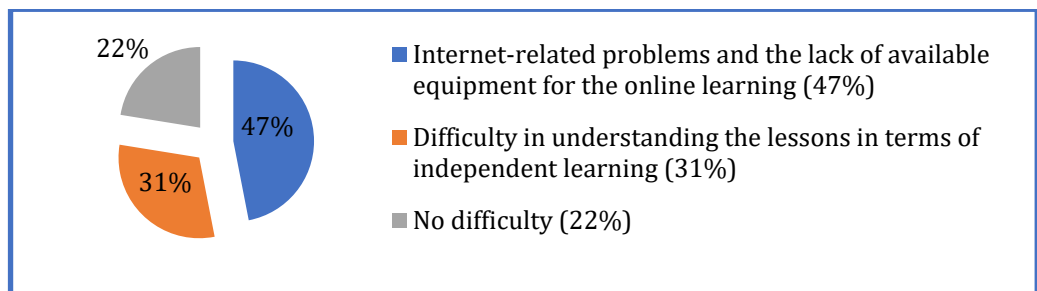 22%
47%
31%
Internet-related problems and the lack of available
equipment for the online learning (47%)
Difficulty in understanding the lessons in terms of
independent learning (31%)
No difficulty (22%)